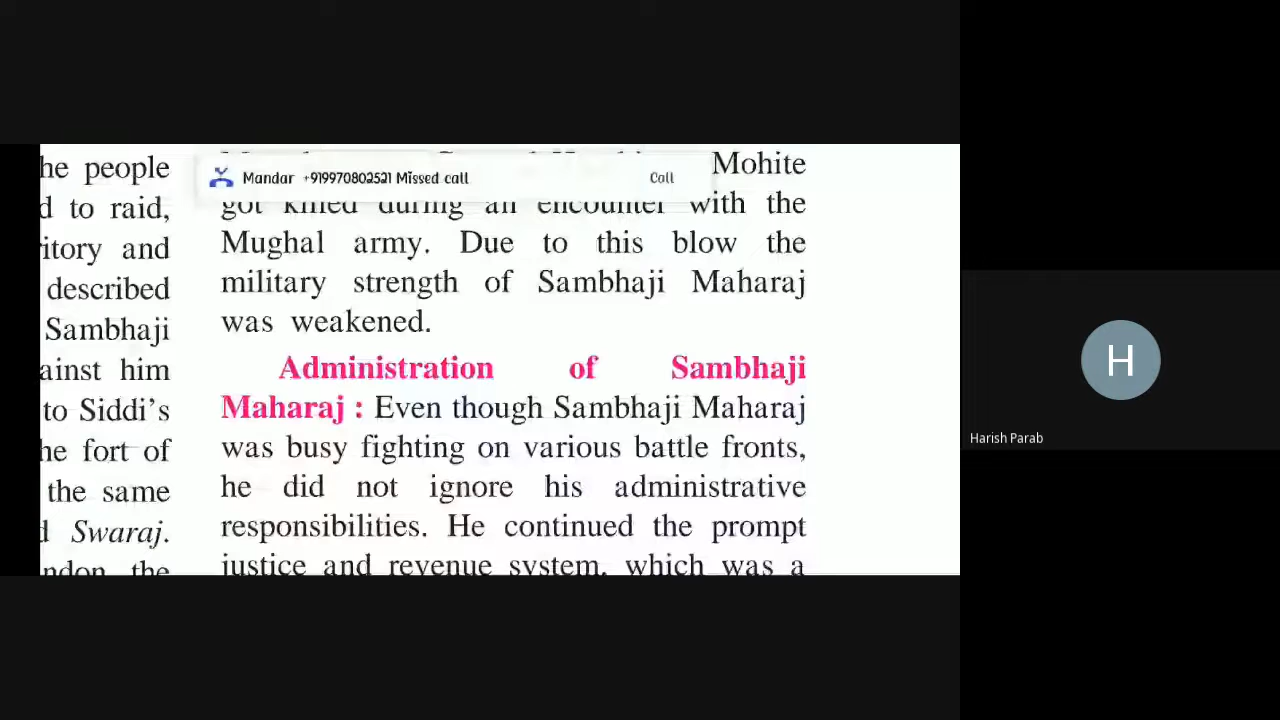 he people
d to raid,
ritory and
described
Sambhaji
ainst him
to Siddi's
he fort of
the same
d Swaraj.
ndon the
Mohite
Mandar +919970802521 Missed call Call
got killed during an encounter with the
Mughal army. Due to this blow the
military strength of Sambhaji Maharaj
was weakened.
Administration of Sambhaji
Maharaj : Even though Sambhaji Maharaj
was busy fighting on various battle fronts,
he did not ignore his administrative
responsibilities. He continued the prompt
justice and revenue system, which was a
H
Harish Parab